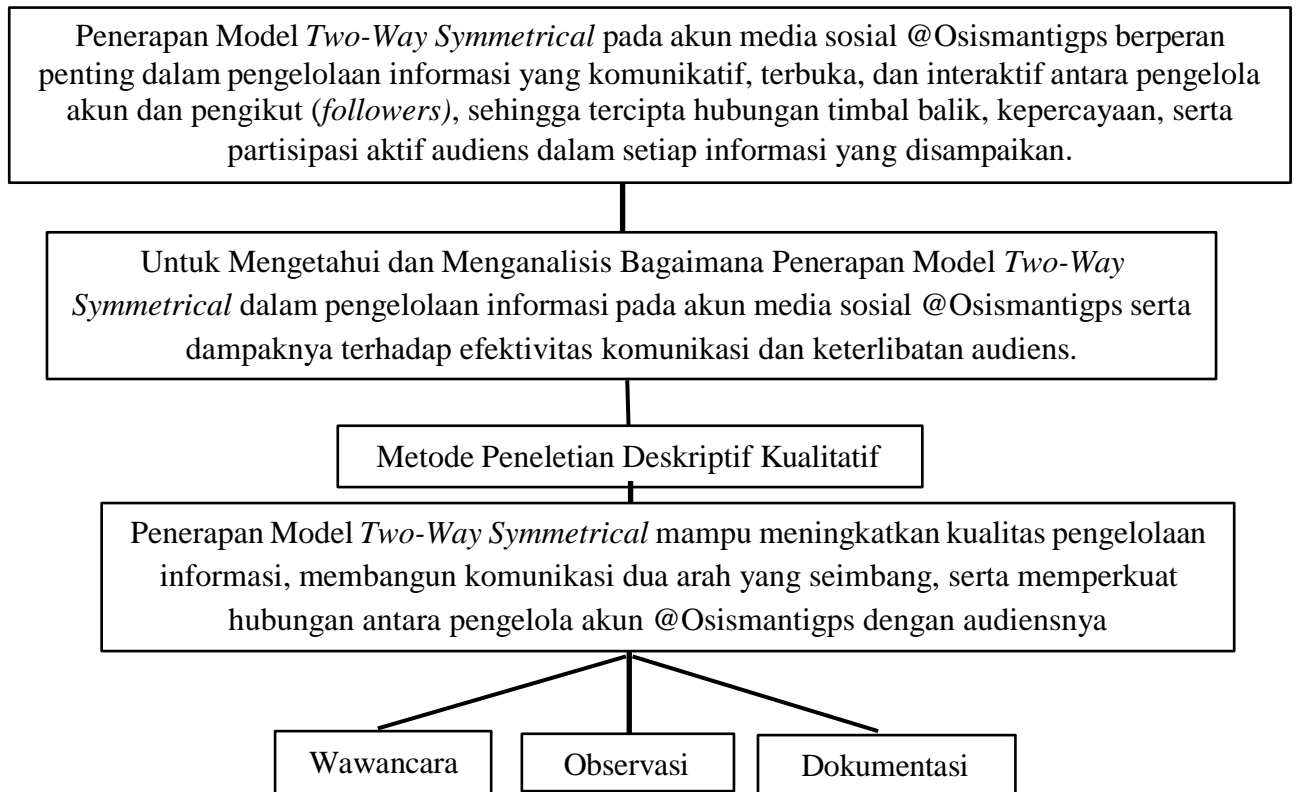 Penerapan Model Two-Way Symmetrical pada akun media sosial @Osismantigps berperan
penting dalam pengelolaan informasi yang komunikatif, terbuka, dan interaktif antara pengelola
akun dan pengikut (followers), sehingga tercipta hubungan timbal balik, kepercayaan, serta
partisipasi aktif audiens dalam setiap informasi yang disampaikan.
Untuk Mengetahui dan Menganalisis Bagaimana Penerapan Model Two-Way
Symmetrical dalam pengelolaan informasi pada akun media sosial @Osismantigps serta
dampaknya terhadap efektivitas komunikasi dan keterlibatan audiens.
Metode Peneletian Deskriptif Kualitatif
Penerapan Model Two-Way Symmetrical mampu meningkatkan kualitas pengelolaan
informasi, membangun komunikasi dua arah yang seimbang, serta memperkuat
hubungan antara pengelola akun @Osismantigps dengan audiensnya
Wawancara
Observasi
Dokumentasi